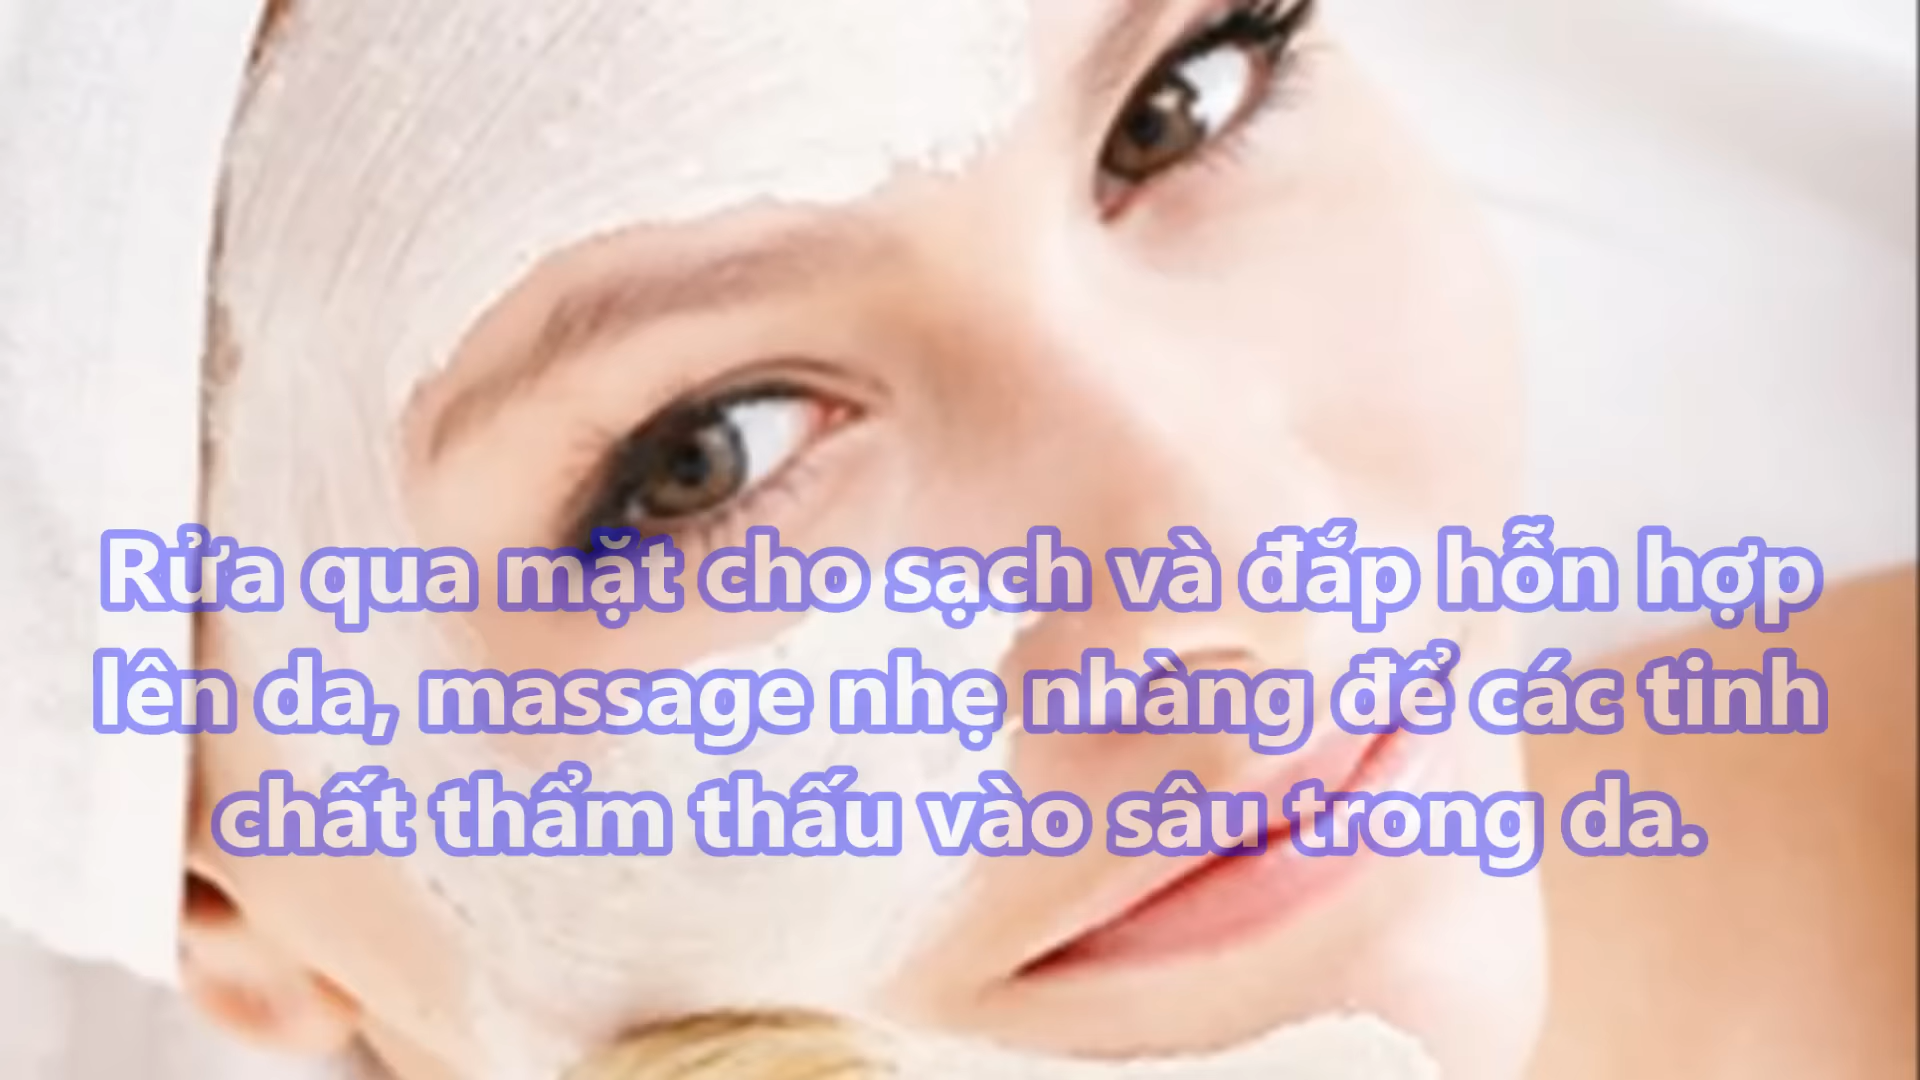 Rửa qua mặt cho sạch và đắp hỗn hợp
lên da, massage nhẹ nhàng để các tinh
chất thẩm thấu vào sâu trong da.